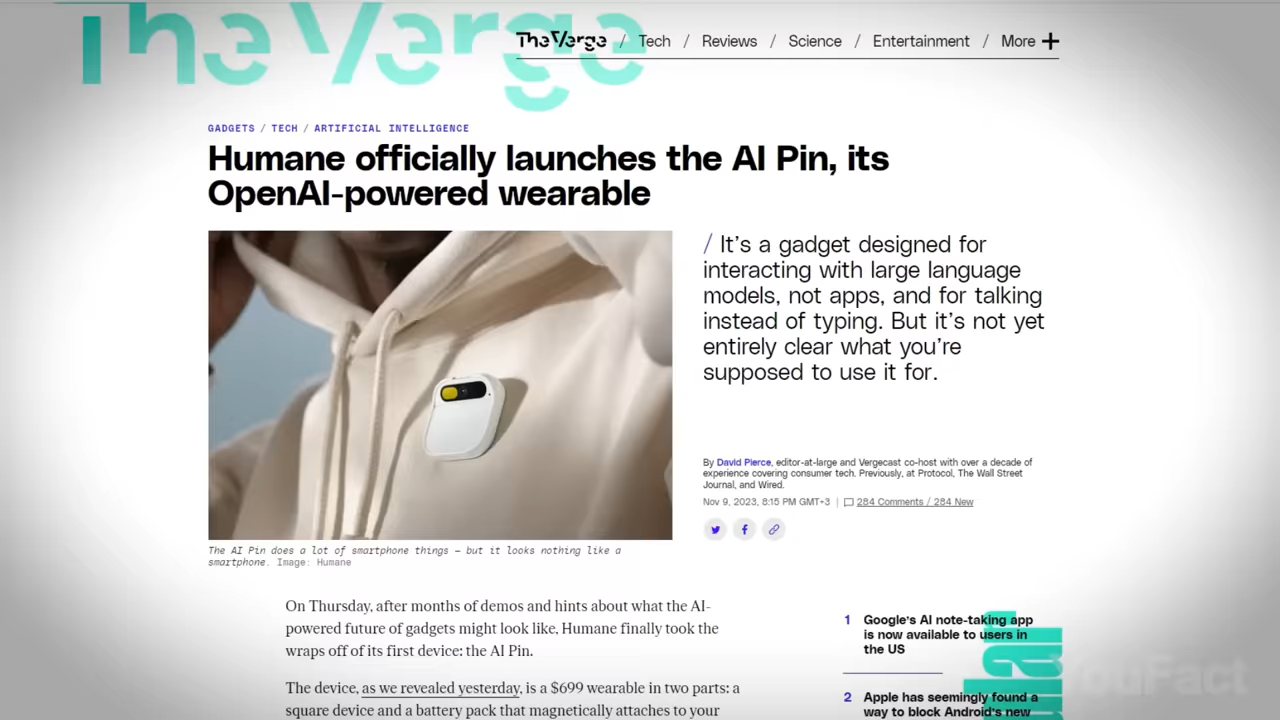 The Verge
The Verge / Tech / Reviews / Science / Entertainment / More +
GADGETS / TECH / ARTIFICIAL INTELLIGENCE
Humane officially launches the AI Pin, its
OpenAI-powered wearable
/ It’s a gadget designed for
interacting with large language
models, not apps, and for talking
instead of typing. But it’s not yet
entirely clear what you’re
supposed to use it for.
By David Pierce, editor-at-large and Vergecast co-host with over a decade of
experience covering consumer tech. Previously, at Protocol, The Wall Street
Journal, and Wired.
Nov 9, 2023, 8:15 PM GMT+3 | 284 Comments / 284 New
The AI Pin does a lot of smartphone things — but it looks nothing like a
smartphone. Image: Humane
On Thursday, after months of demos and hints about what the AI-
powered future of gadgets might look like, Humane finally took the
wraps off of its first device: the AI Pin.
The device, as we revealed yesterday, is a $699 wearable in two parts: a
square device and a battery pack that magnetically attaches to your
1 Google’s AI note-taking app
is now available to users in
the US
2 Apple has seemingly found a
way to block Android’s new
YouFact